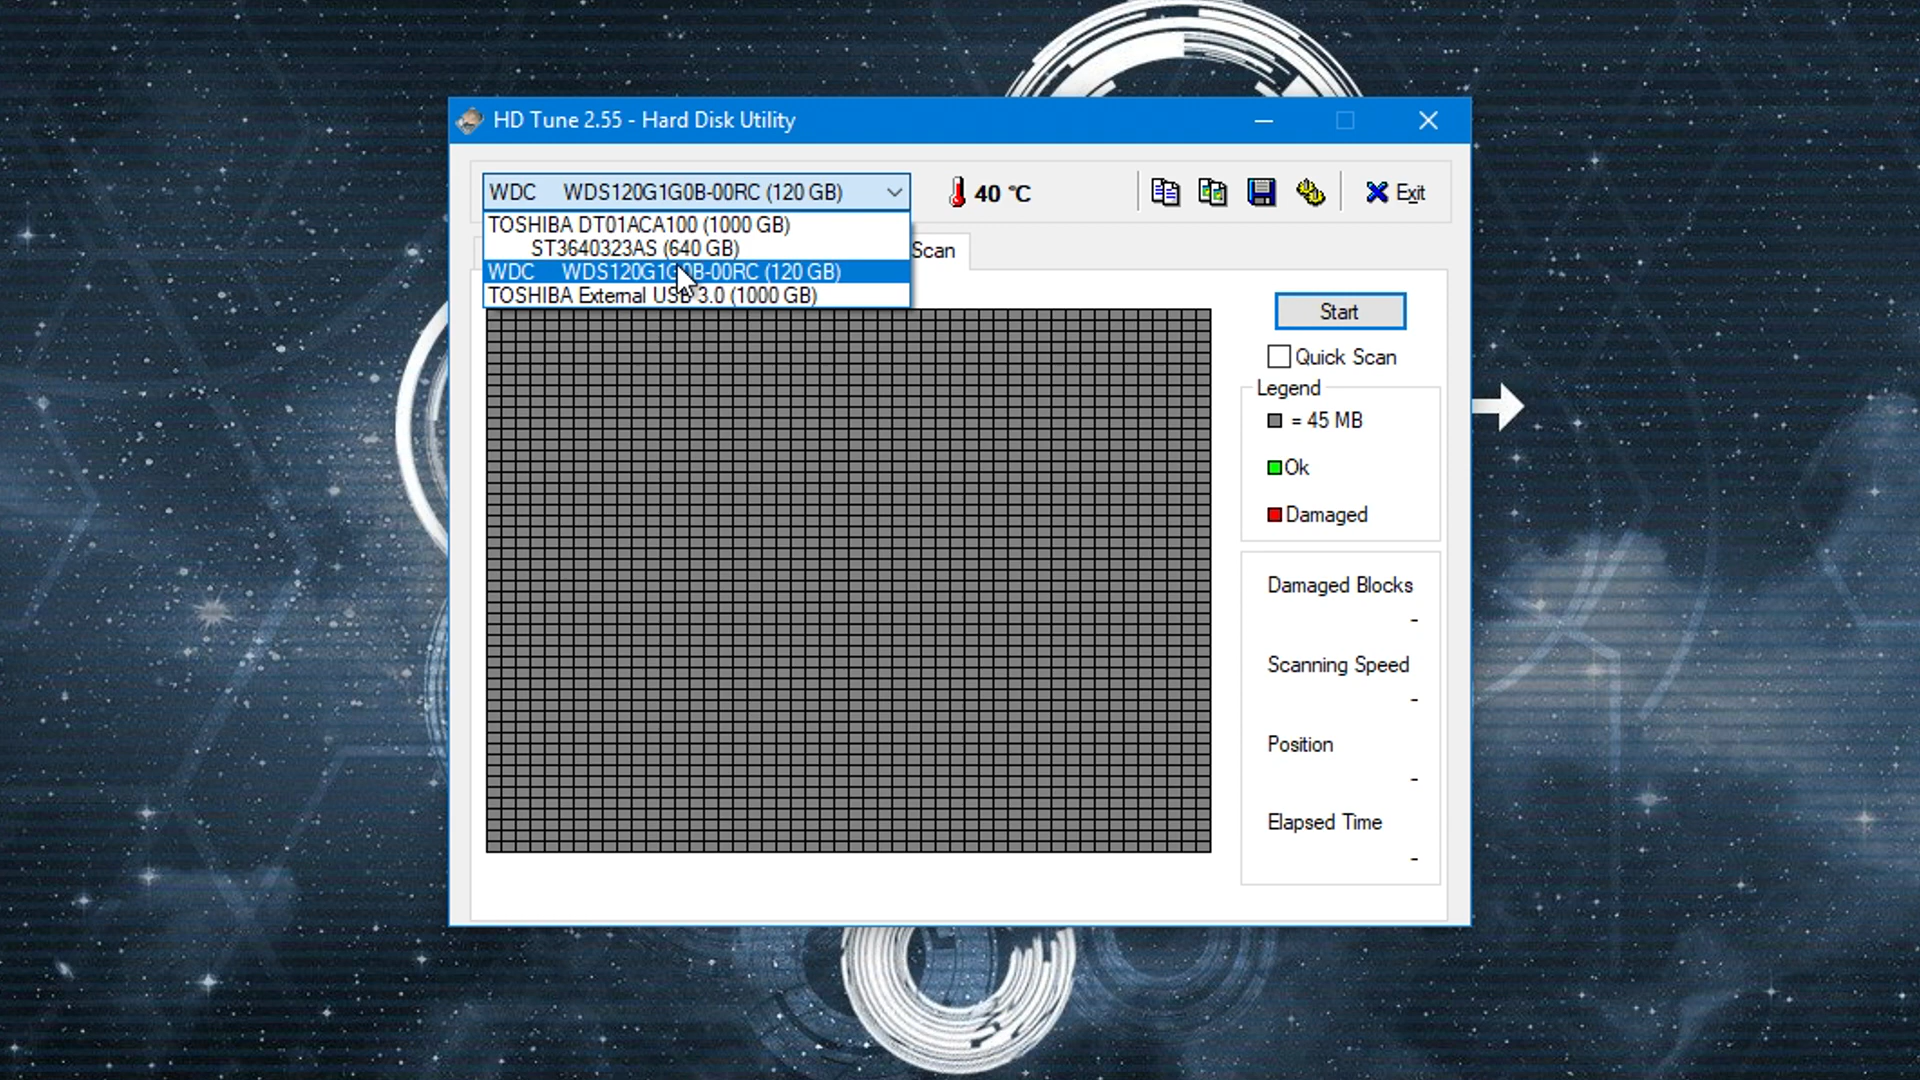 HD Tune 2.55 - Hard Disk Utility
WDC WDS120G1G0B-00RC (120 GB)
40 °C
Exit
TOSHIBA DT01ACA100 (1000 GB)
ST3640323AS (640 GB)
WDC WDS120G1G0B-00RC (120 GB)
TOSHIBA External USB 3.0 (1000 GB)
Scan
Start
Quick Scan
Legend
= 45 MB
Ok
Damaged
Damaged Blocks
-
Scanning Speed
-
Position
-
Elapsed Time
-